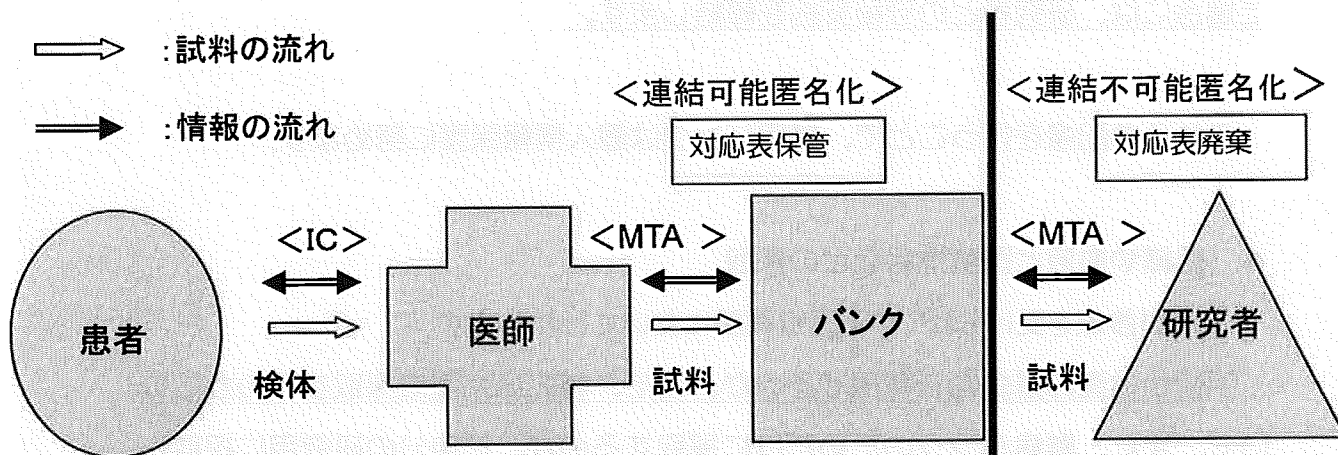 :試料の流れ
:情報の流れ
<連結可能匿名化>
対応表保管
<連結不可能匿名化>
対応表廃棄
<IC>
<MTA >
<MTA >
患者
医師
バンク
研究者
検体
試料
試料